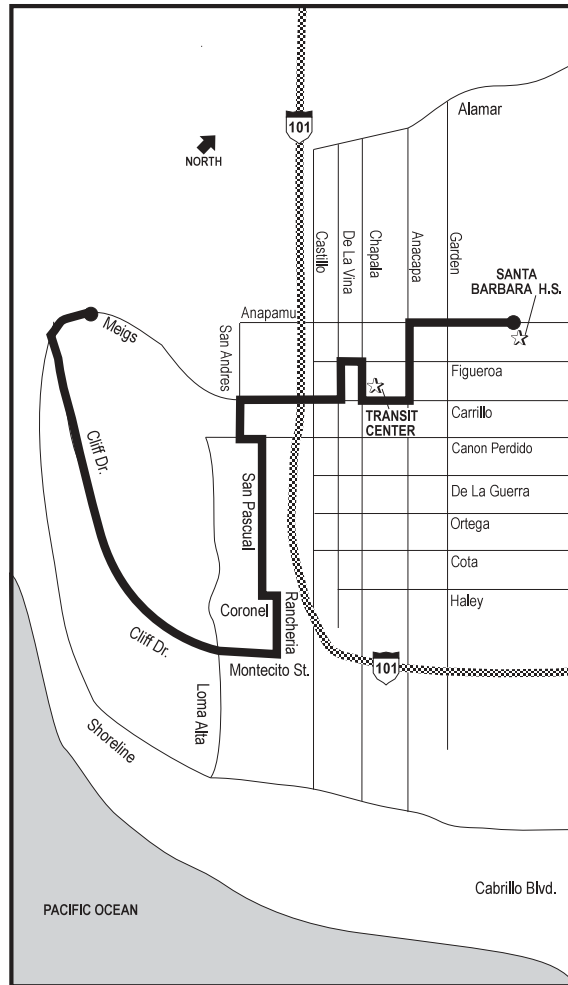 Alamar
101
NORTH
Castillo
De La Vina
Chapala
Anacapa
Garden
SANTA
BARBARA H.S.
Anapamu
Meigs
San Andres
Figueroa
TRANSIT
CENTER
Carrillo
Canon Perdido
Cliff Dr.
San Pascual
De La Guerra
Ortega
Cota
Coronel
Rancheria
Haley
Cliff Dr.
Montecito St.
101
Loma Alta
Shoreline
Cabrillo Blvd.
PACIFIC OCEAN